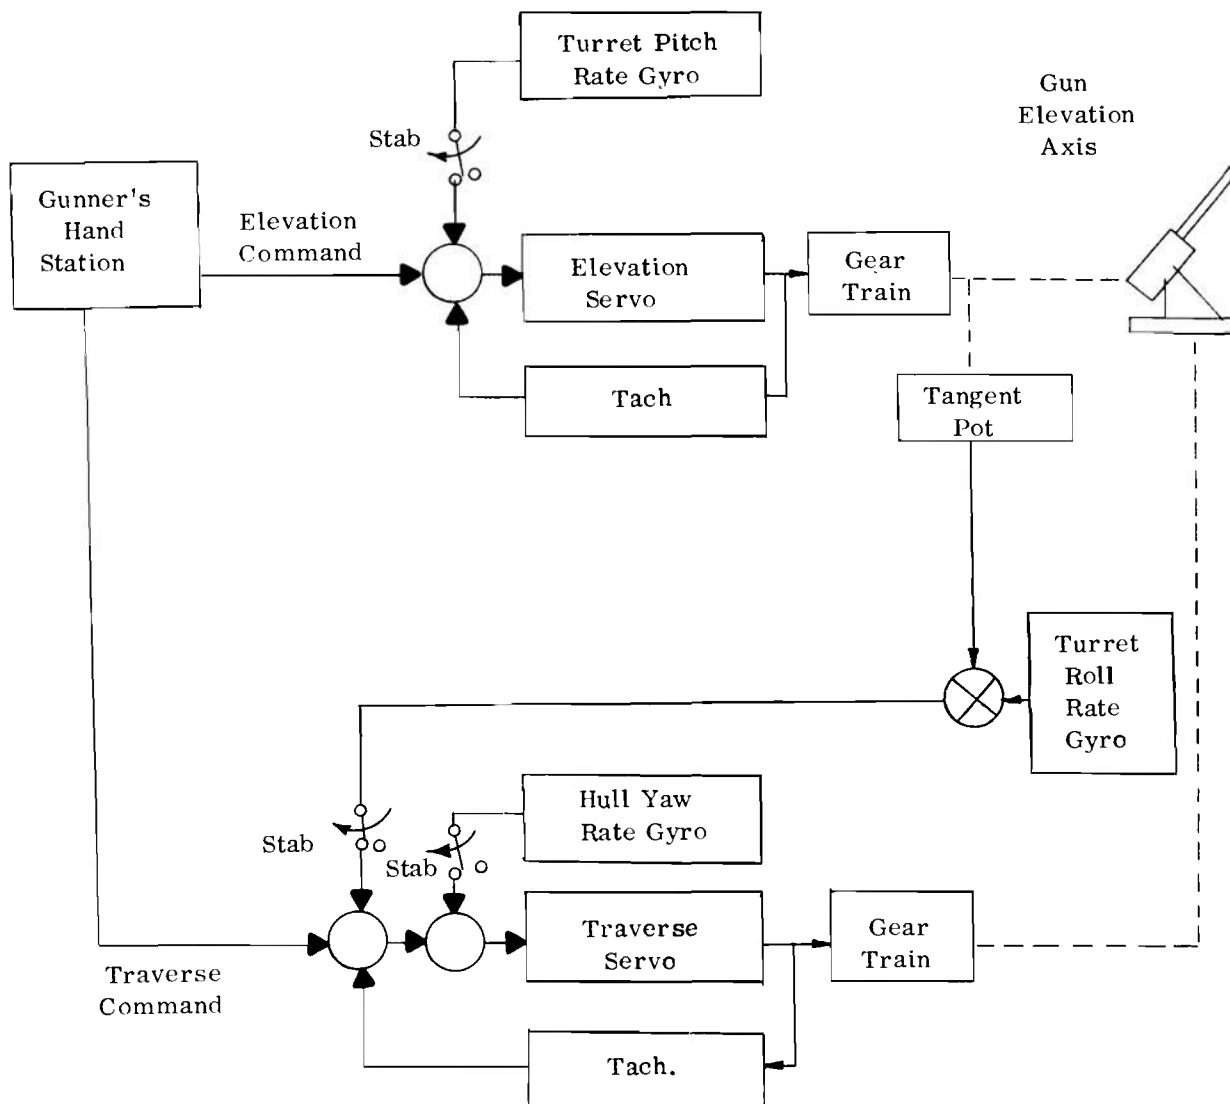 Turret Pitch
Rate Gyro
Gun
Elevation
Axis
Stab
Gunner's
Hand
Station
Elevation
Command
Elevation
Servo
Gear
Train
Tach
Tangent
Pot
Turret
Roll
Rate
Gyro
Hull Yaw
Rate Gyro
Stab
Stab
Traverse
Servo
Gear
Train
Traverse
Command
Tach.